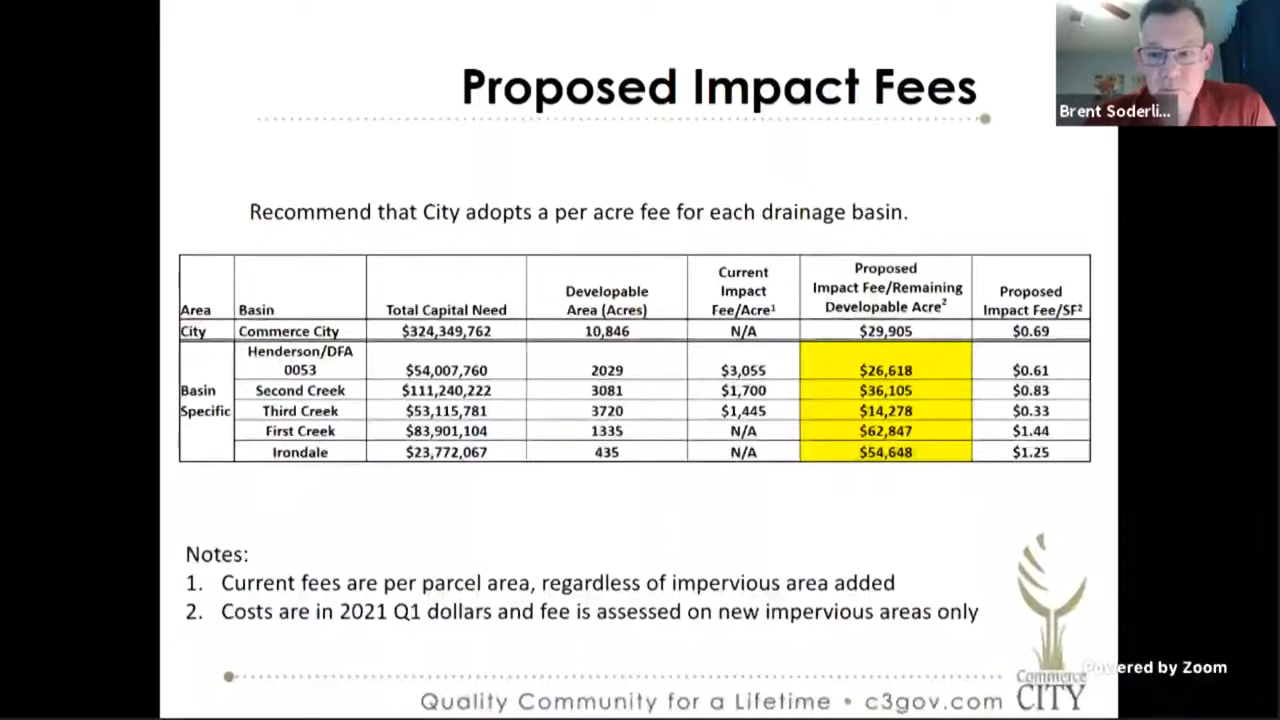 Proposed Impact Fees
Brent Soderli...
Recommend that City adopts a per acre fee for each drainage basin.
Area Basin Total Capital Need Developable Area (Acres) Current Impact Fee/Acre¹ Proposed Impact Fee/Remaining Developable Acre² Proposed Impact Fee/SF²
City Commerce City $324,349,762 10,846 N/A $29,905 $0.69
Basin Specific
Henderson/DFA 0053 $54,007,760 2029 $3,055 $26,618 $0.61
Second Creek $111,240,222 3081 $1,700 $36,105 $0.83
Third Creek $53,115,781 3720 $1,445 $14,278 $0.33
First Creek $83,901,104 1335 N/A $62,847 $1.44
Irondale $23,772,067 435 N/A $54,648 $1.25
Notes:
1. Current fees are per parcel area, regardless of impervious area added
2. Costs are in 2021 Q1 dollars and fee is assessed on new impervious areas only
Powered by Zoom
Commerce
CITY
Quality Community for a Lifetime • c3gov.com